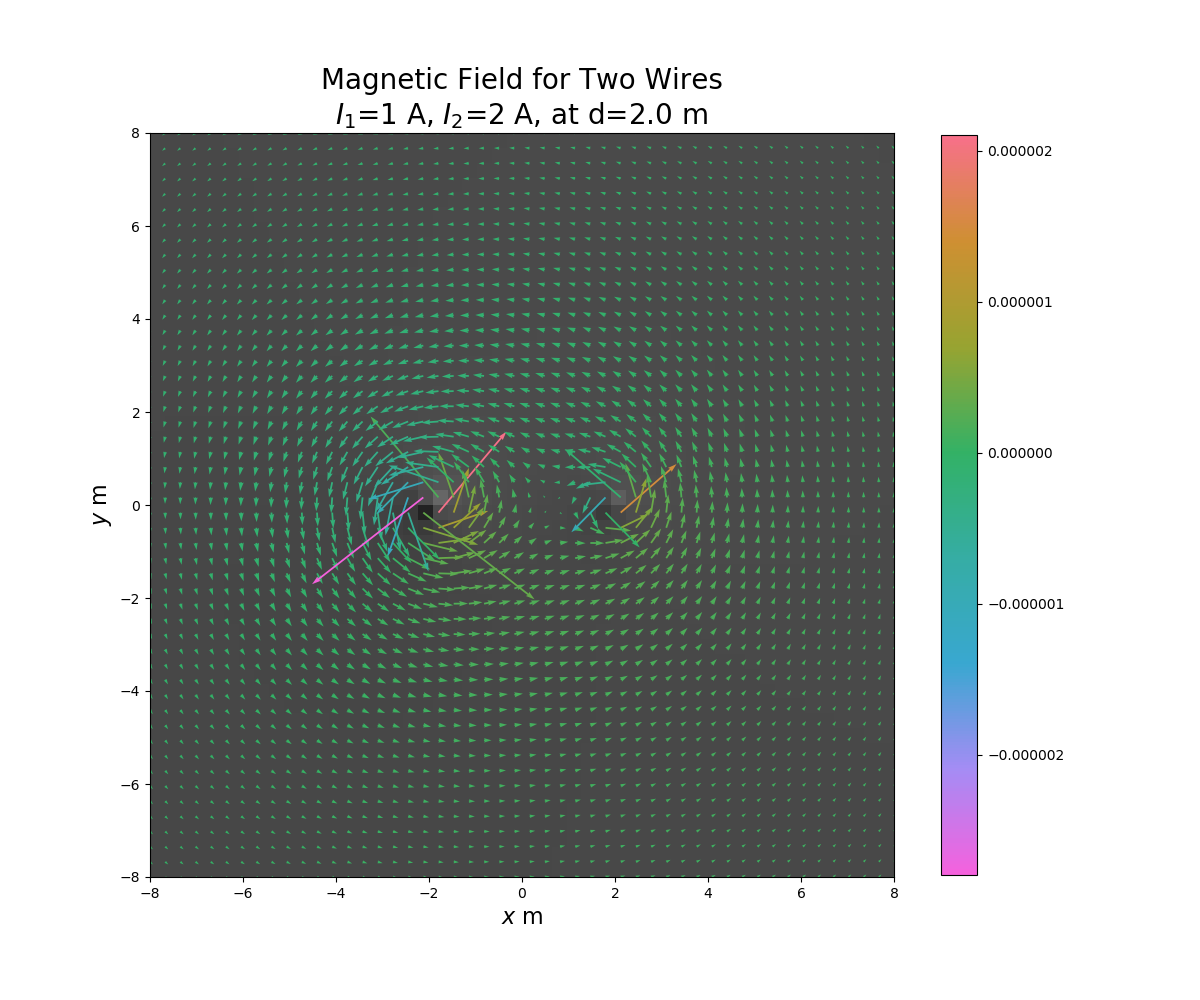 Magnetic Field for Two Wires
I₁=1 A, I₂=2 A, at d=2.0 m
8
6
4
2
0
−2
−4
−6
−8
y m
−8 −6 −4 −2 0 2 4 6 8
x m
0.000002
0.000001
0.000000
−0.000001
−0.000002